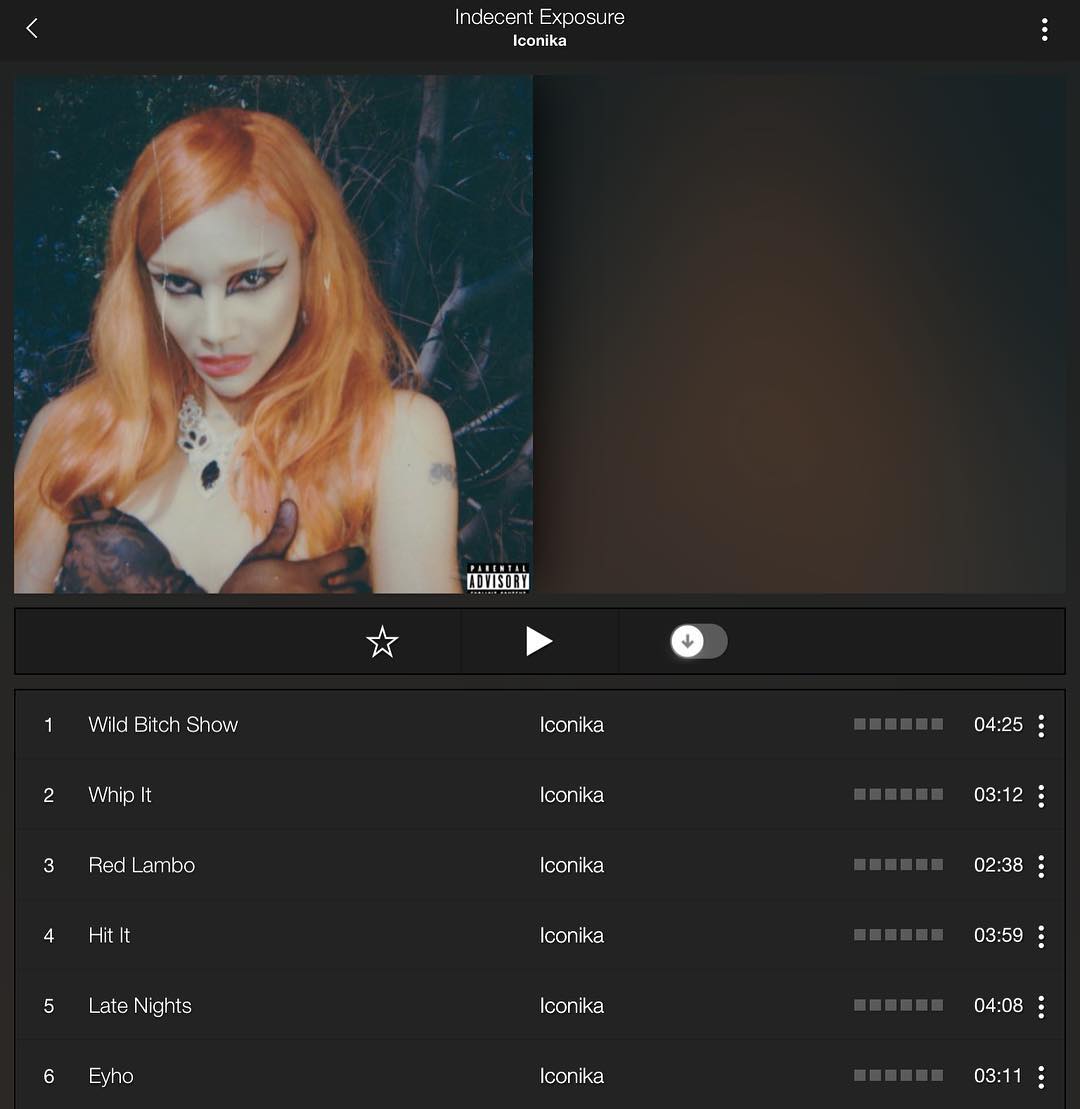 Indecent Exposure
Iconika
PARENTAL
ADVISORY
EXPLICIT CONTENT
1 Wild Bitch Show Iconika 04:25
2 Whip It Iconika 03:12
3 Red Lambo Iconika 02:38
4 Hit It Iconika 03:59
5 Late Nights Iconika 04:08
6 Eyho Iconika 03:11